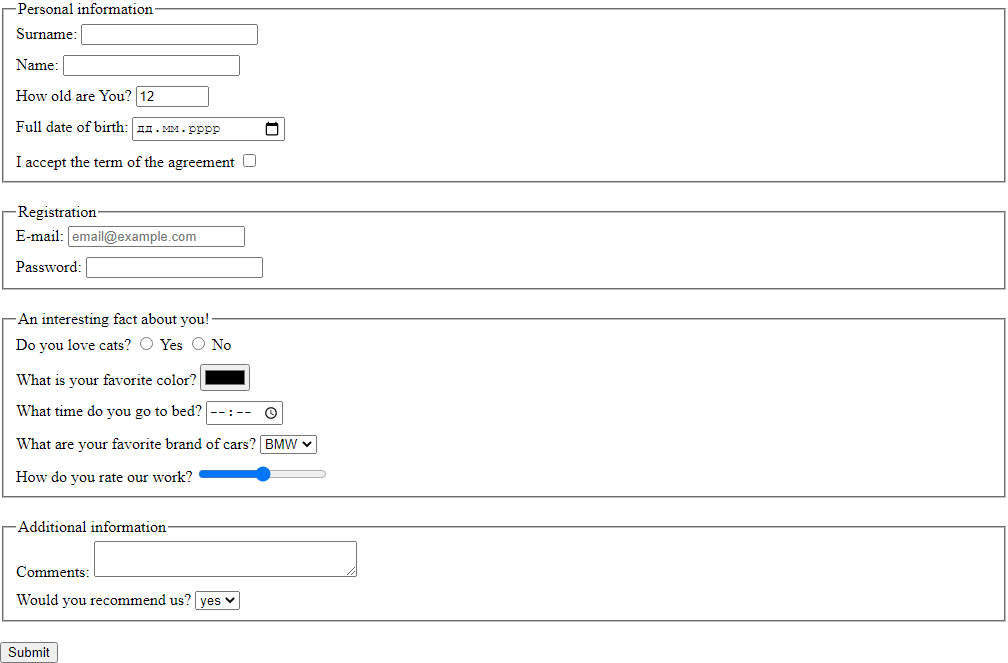 Personal information
Surname:
Name:
How old are You? 12
Full date of birth: дд.мм.рррр
I accept the term of the agreement
Registration
E-mail: email@example.com
Password:
An interesting fact about you!
Do you love cats? Yes No
What is your favorite color?
What time do you go to bed? --:--
What are your favorite brand of cars? BMW
How do you rate our work?
Additional information
Comments:
Would you recommend us? yes
Submit